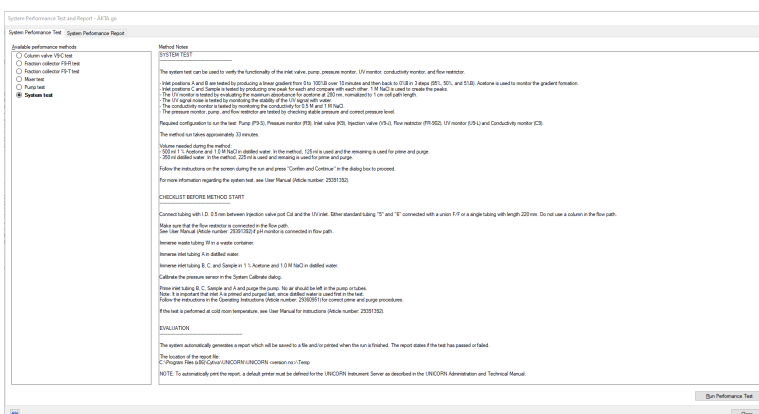 System Performance Test and Report - ÄKTA go
System Performance Test System Performance Report
Available performance methods
Column valve V9-C test
Fraction collector F9-R test
Fraction collector F9-T test
Mixer test
Pump test
System test
Method Notes
SYSTEM TEST
The system test can be used to verify the functionality of the inlet valve, pump, pressure monitor, UV monitor, conductivity monitor, and flow restrictor.
- Inlet positions A and B are tested by producing a linear gradient from 0 to 100%B over 10 minutes and then back to 0%B in 3 steps (95%, 50%, and 5%B). Acetone is used to monitor the gradient formation.
- Inlet positions C and Sample is tested by producing one peak for each and compare with each other. 1 M NaCl is used to create the peaks.
- The UV monitor is tested by evaluating the maximum absorbance for acetone at 280 nm, normalized to 1 cm cell path length.
- The UV signal noise is tested by monitoring the stability of the UV signal with water.
- The conductivity monitor is tested by monitoring the conductivity for 0.5 M and 1 M NaCl.
- The pressure monitor, pump, and flow restrictor are tested by checking stable pressure and correct pressure level.
Required configuration to run the test: Pump (P9-S), Pressure monitor (R9), Inlet valve (K9), Injection valve (V9-J), Flow restrictor (FR-902), UV monitor (U9-L) and Conductivity monitor (C9).
The method run takes approximately 33 minutes.
Volume needed during the method:
- 500 ml 1 % Acetone and 1.0 M NaCl in distilled water. In the method, 125 ml is used and the remaining is used for prime and purge.
- 350 ml distilled water. In the method, 225 ml is used and remaing is used for prime and purge.
Follow the instructions on the screen during the run and press "Confirm and Continue" in the dialog box to proceed.
For more information regarding the system test, see User Manual (Article number: 29351392).
CHECKLIST BEFORE METHOD START
Connect tubing with I.D. 0.5 mm between Injection valve port Col and the UV inlet. Either standard tubing "5" and "6" connected with a union F/F or a single tubing with length 220 mm. Do not use a column in the flow path.
Make sure that the flow restrictor is connected in the flow path.
See User Manual (Article number: 29351392) if pH monitor is connected in flow path.
Immerse waste tubing W in a waste container.
Immerse inlet tubing A in distilled water.
Immerse inlet tubing B, C, and Sample in 1 % Acetone and 1.0 M NaCl in distilled water.
Calibrate the pressure sensor in the System Calibrate dialog.
Prime inlet tubing B, C, Sample and A and purge the pump. No air should be left in the pump or tubes.
Note: It is important that inlet A is primed and purged last, since distilled water is used first in the test.
Follow the instructions in the Operating Instructions (Article number: 29360951) for correct prime and purge procedures.
If the test is performed at cold room temperature, see User Manual for instructions (Article number: 29351392).
EVALUATION
The system automatically generates a report which will be saved to a file and/or printed when the run is finished. The report states if the test has passed or failed.
The location of the report file:
C:\Program Files (x86)\Cytiva\UNICORN\UNICORN <version no>\Temp
NOTE: To automatically print the report, a default printer must be defined for the UNICORN Instrument Server as described in the UNICORN Administration and Technical Manual.
Run Performance Test
Close